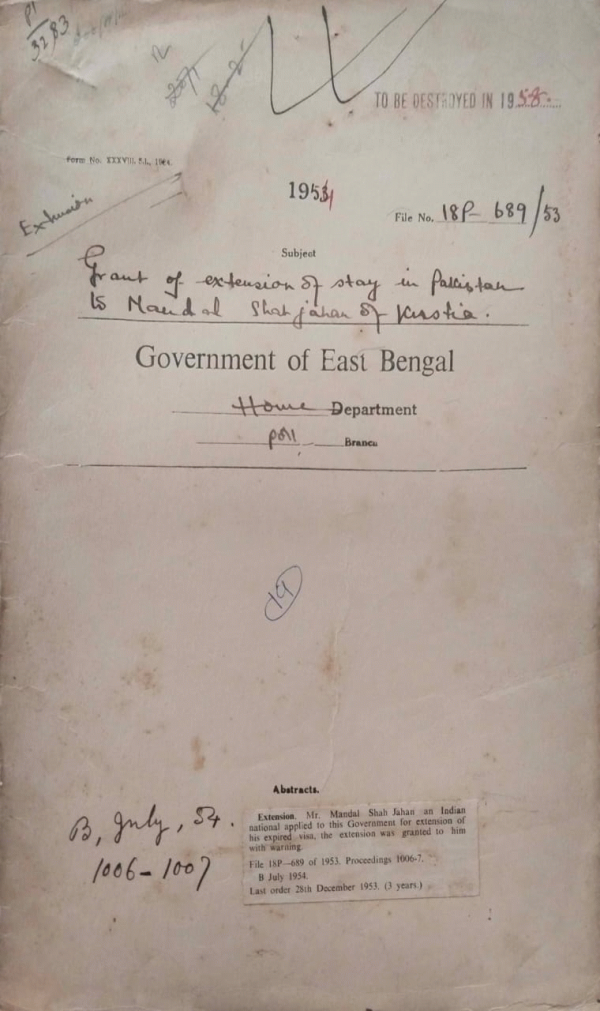 P1
3283
TO BE DESTROYED IN 1958
Form No. XXXVIII, S.L., 1964.
Extension
1954
File No. 18P- 689/53
Subject
Grant of extension of stay in Pakistan
to Mandal Shah Jahan of Kustia.
Government of East Bengal
Home Department
Poll Branch
19
Abstracts.
B, July, 54.
1006-1007
Extension. Mr. Mandal Shah Jahan an Indian
national applied to this Government for extension of
his expired visa, the extension was granted to him
with warning.
File 18P—689 of 1953. Proceedings 1006-7.
B July 1954.
Last order 28th December 1953. (3 years.)